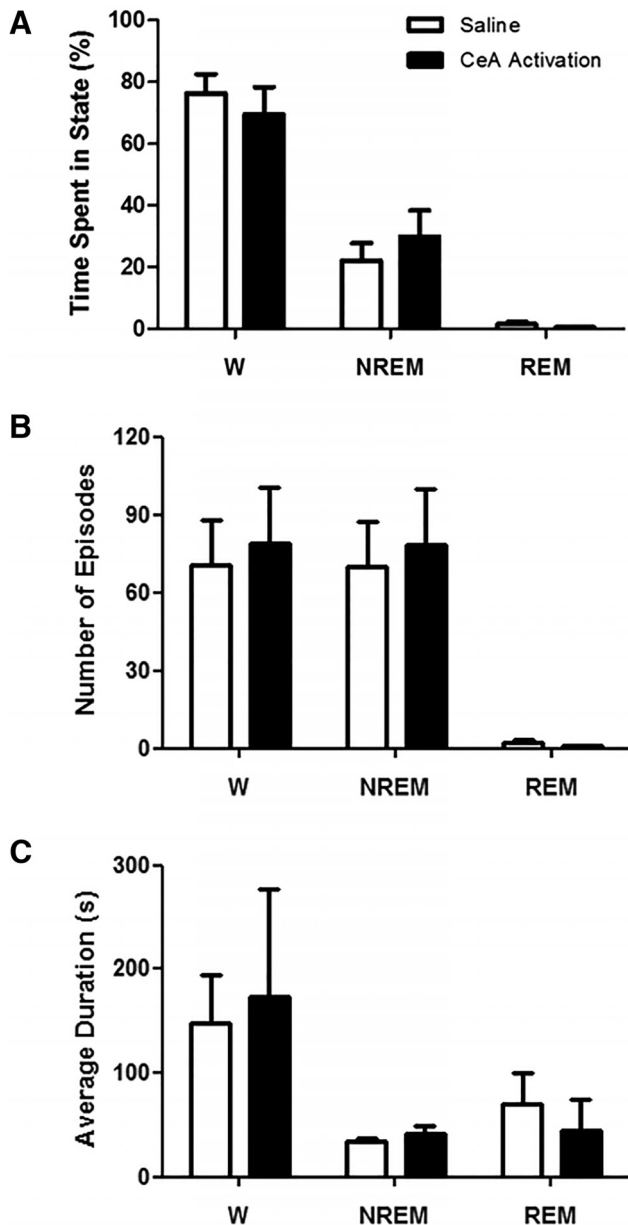 A
Time Spent in State (%)
100
80
60
40
20
0
Saline
CeA Activation
W NREM REM
B
Number of Episodes
120
90
60
30
0
W NREM REM
C
Average Duration (s)
300
200
100
0
W NREM REM